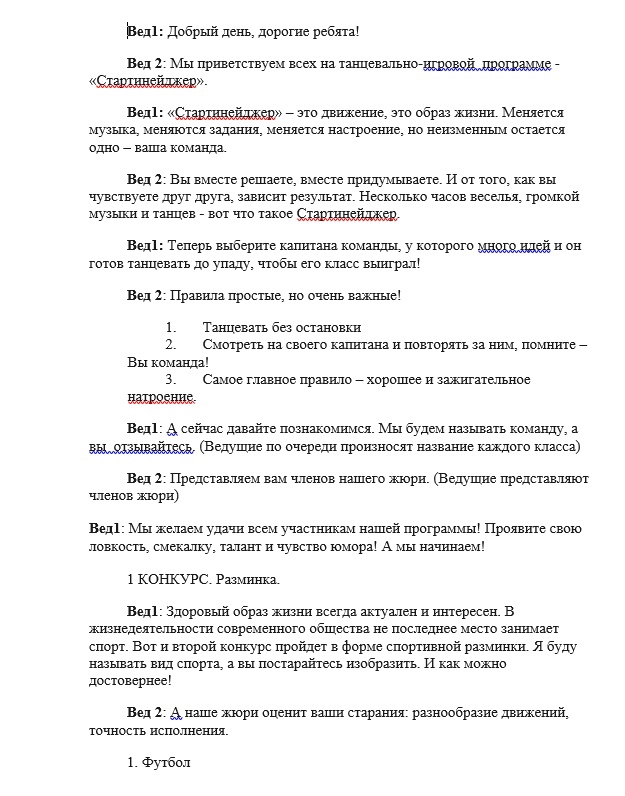 Вед1: Добрый день, дорогие ребята!
Вед 2: Мы приветствуем всех на танцевально-игровой  программе -
«Стартинейджер».
Вед1: «Стартинейджер» – это движение, это образ жизни. Меняется
музыка, меняются задания, меняется настроение, но неизменным остается
одно – ваша команда.
Вед 2: Вы вместе решаете, вместе придумываете. И от того, как вы
чувствуете друг друга, зависит результат. Несколько часов веселья, громкой
музыки и танцев - вот что такое Стартинейджер.
Вед1: Теперь выберите капитана команды, у которого много идей и он
готов танцевать до упаду, чтобы его класс выиграл!
Вед 2: Правила простые, но очень важные!
1. Танцевать без остановки
2. Смотреть на своего капитана и повторять за ним, помните –
Вы команда!
3. Самое главное правило – хорошее и зажигательное
натроение.
Вед1: А сейчас давайте познакомимся. Мы будем называть команду, а
вы  отзывайтесь. (Ведущие по очереди произносят название каждого класса)
Вед 2: Представляем вам членов нашего жюри. (Ведущие представляют
членов жюри)
Вед1: Мы желаем удачи всем участникам нашей программы! Проявите свою
ловкость, смекалку, талант и чувство юмора! А мы начинаем!
1 КОНКУРС. Разминка.
Вед1: Здоровый образ жизни всегда актуален и интересен. В
жизнедеятельности современного общества не последнее место занимает
спорт. Вот и второй конкурс пройдет в форме спортивной разминки. Я буду
называть вид спорта, а вы постарайтесь изобразить. И как можно
достовернее!
Вед 2: А наше жюри оценит ваши старания: разнообразие движений,
точность исполнения.
1. Футбол